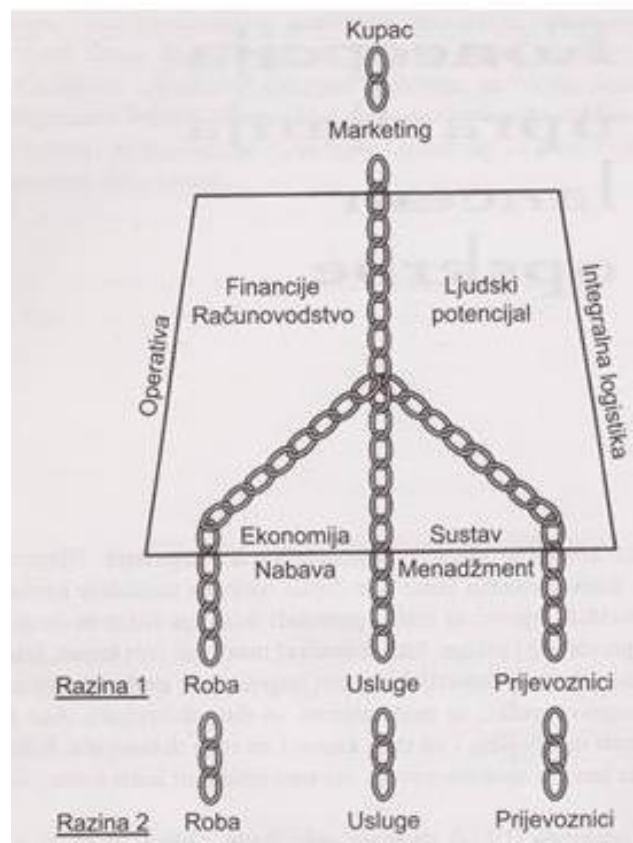 Kupac
Marketing
Financije
Računovodstvo
Ljudski
potencijal
Operativa
Integralna logistika
Ekonomija
Sustav
Nabava
Menadžment
Razina 1 Roba Usluge Prijevoznici
Razina 2 Roba Usluge Prijevoznici